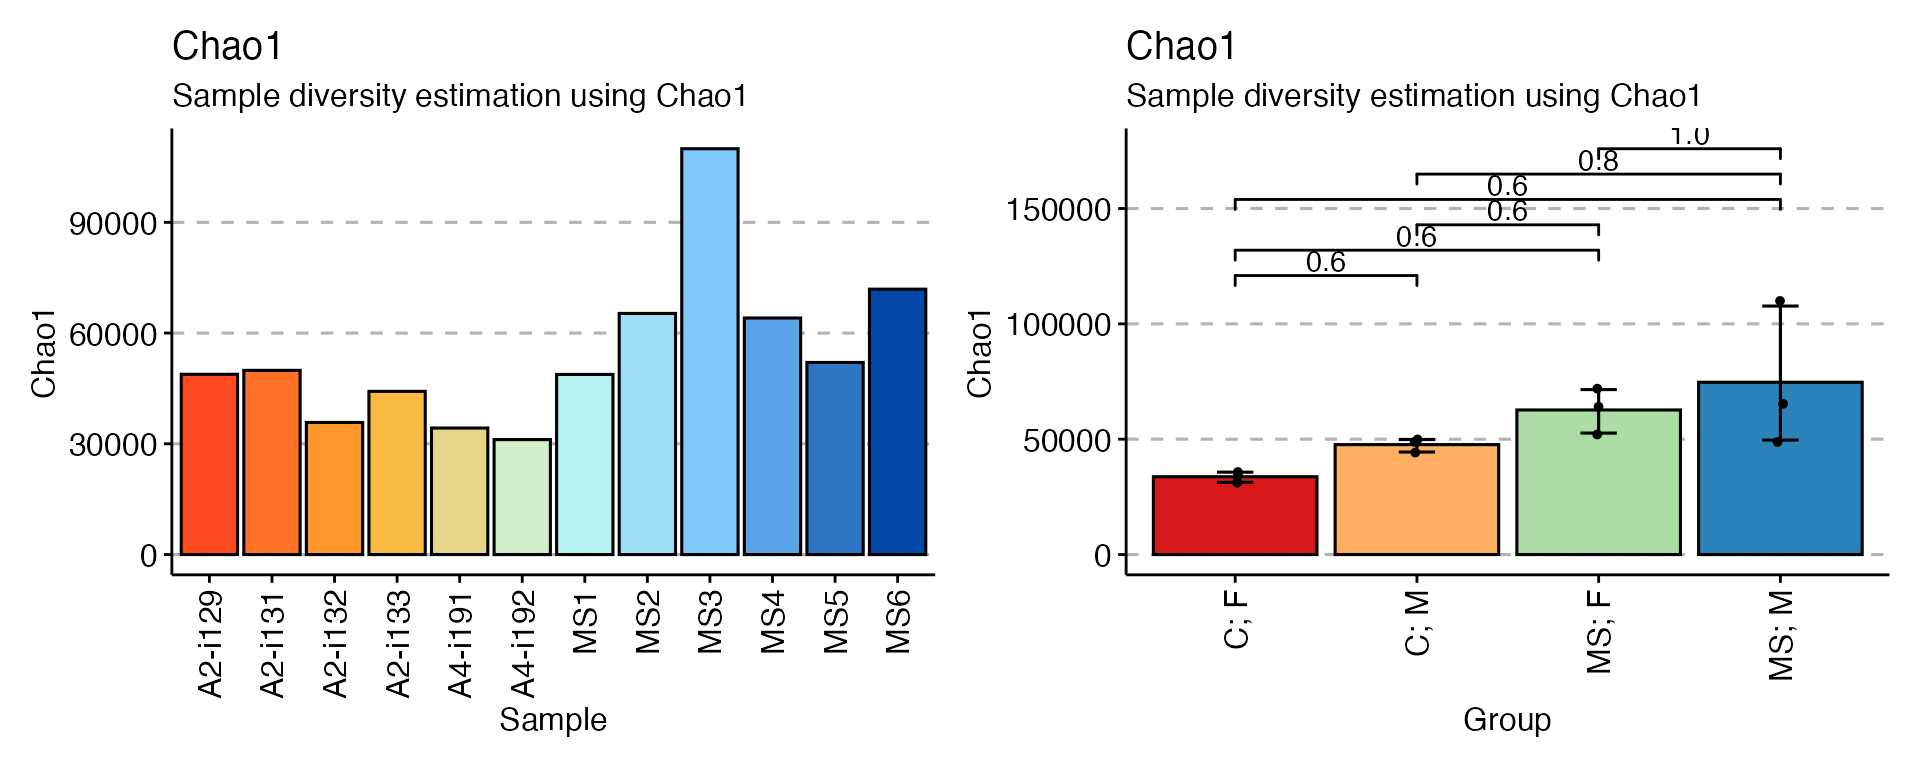 Chao1
Sample diversity estimation using Chao1
Chao1
90000
60000
30000
0
A2-i129
A2-i131
A2-i132
A2-i133
A4-i191
A4-i192
MS1
MS2
MS3
MS4
MS5
MS6
Sample
Chao1
Sample diversity estimation using Chao1
Chao1
150000
100000
50000
0
1.0
0.8
0.6
0.6
0.6
0.6
C; F
C; M
MS; F
MS; M
Group